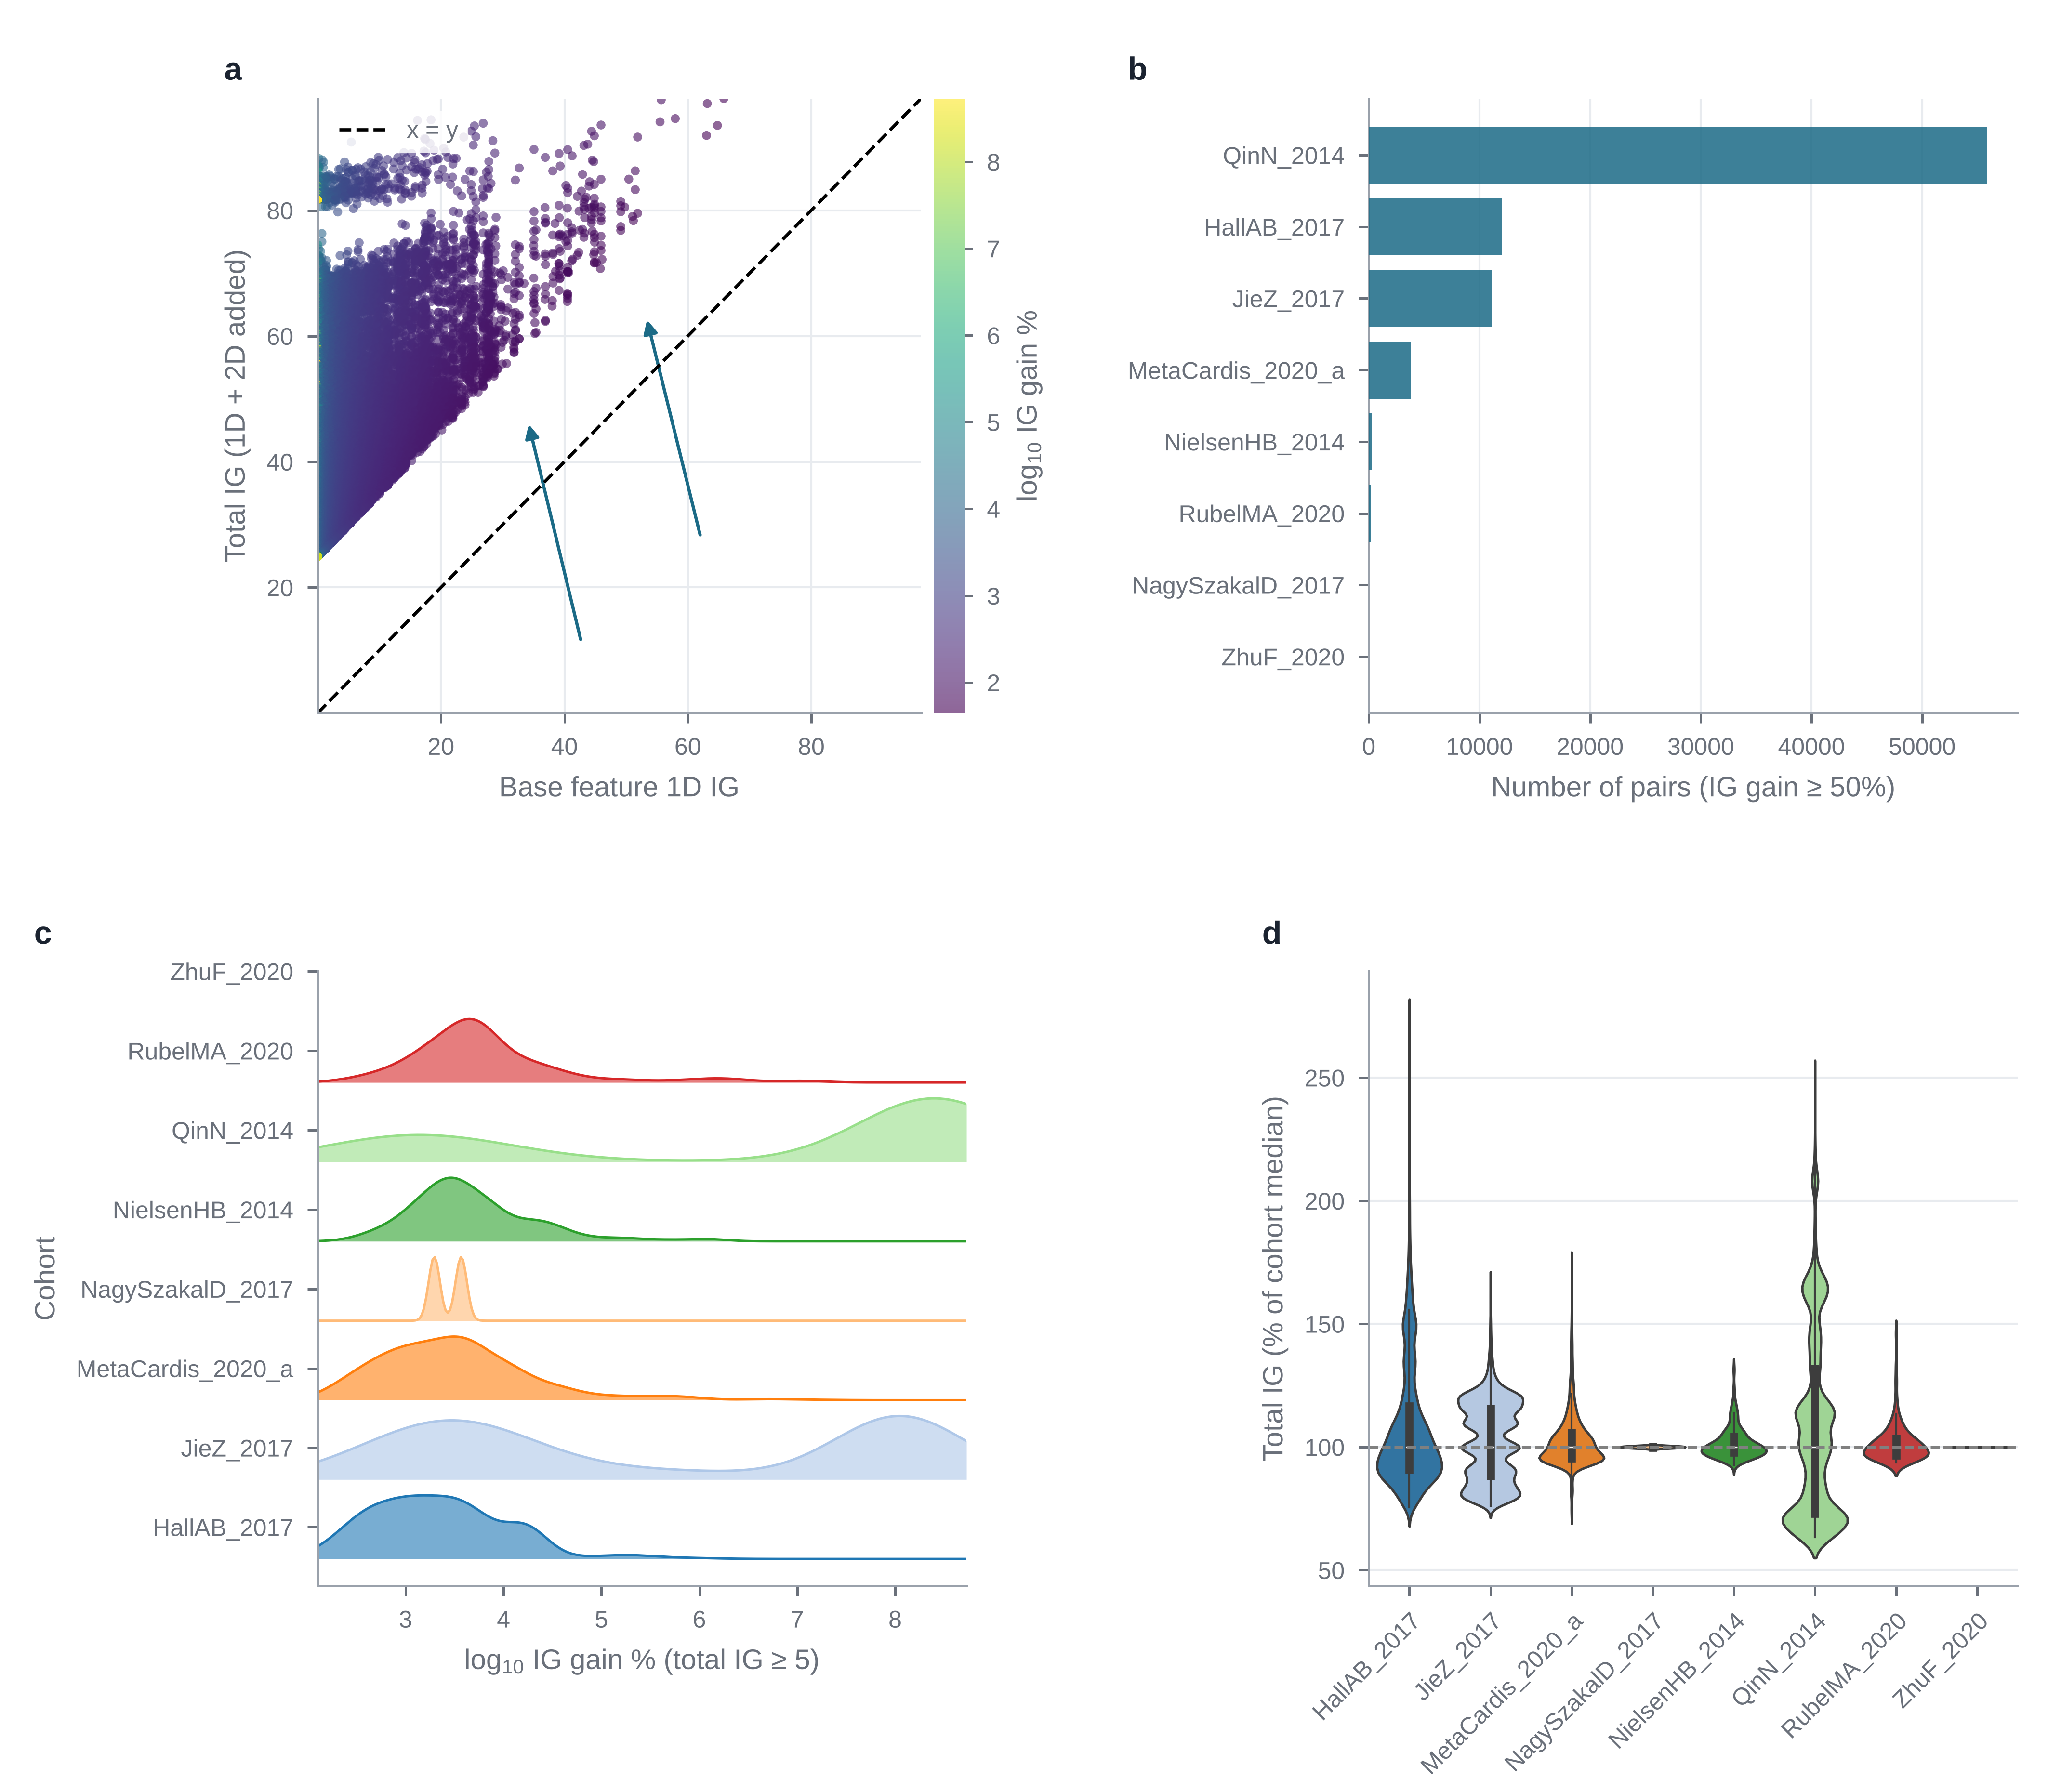 a
x = y
80
60
40
20
Total IG (1D + 2D added)
20 40 60 80
Base feature 1D IG
8
7
6
5
4
3
2
log10 IG gain %
b
QinN_2014
HallAB_2017
JieZ_2017
MetaCardis_2020_a
NielsenHB_2014
RubelMA_2020
NagySzakalD_2017
ZhuF_2020
0 10000 20000 30000 40000 50000
Number of pairs (IG gain ≥ 50%)
c
ZhuF_2020
RubelMA_2020
QinN_2014
NielsenHB_2014
NagySzakalD_2017
MetaCardis_2020_a
JieZ_2017
HallAB_2017
Cohort
3 4 5 6 7 8
log10 IG gain % (total IG ≥ 5)
d
250
200
150
100
50
Total IG (% of cohort median)
HallAB_2017
JieZ_2017
MetaCardis_2020_a
NagySzakalD_2017
NielsenHB_2014
QinN_2014
RubelMA_2020
ZhuF_2020